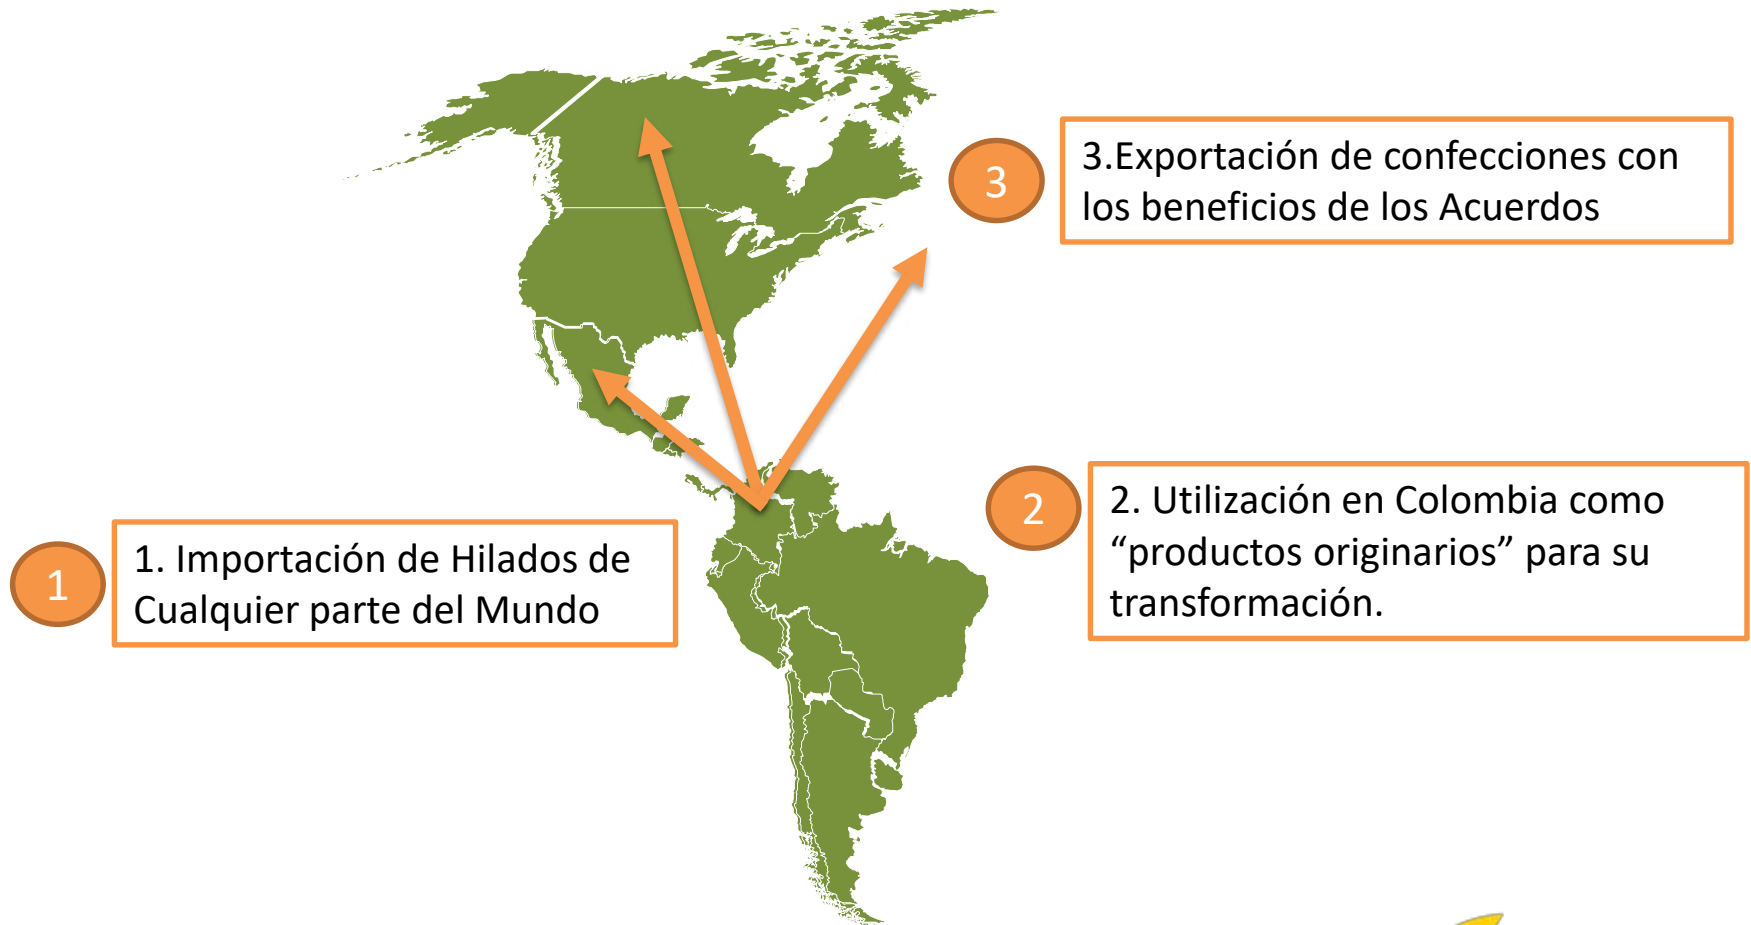 3
3.Exportación de confecciones con
los beneficios de los Acuerdos
2
2. Utilización en Colombia como
“productos originarios” para su
transformación.
1
1. Importación de Hilados de
Cualquier parte del Mundo